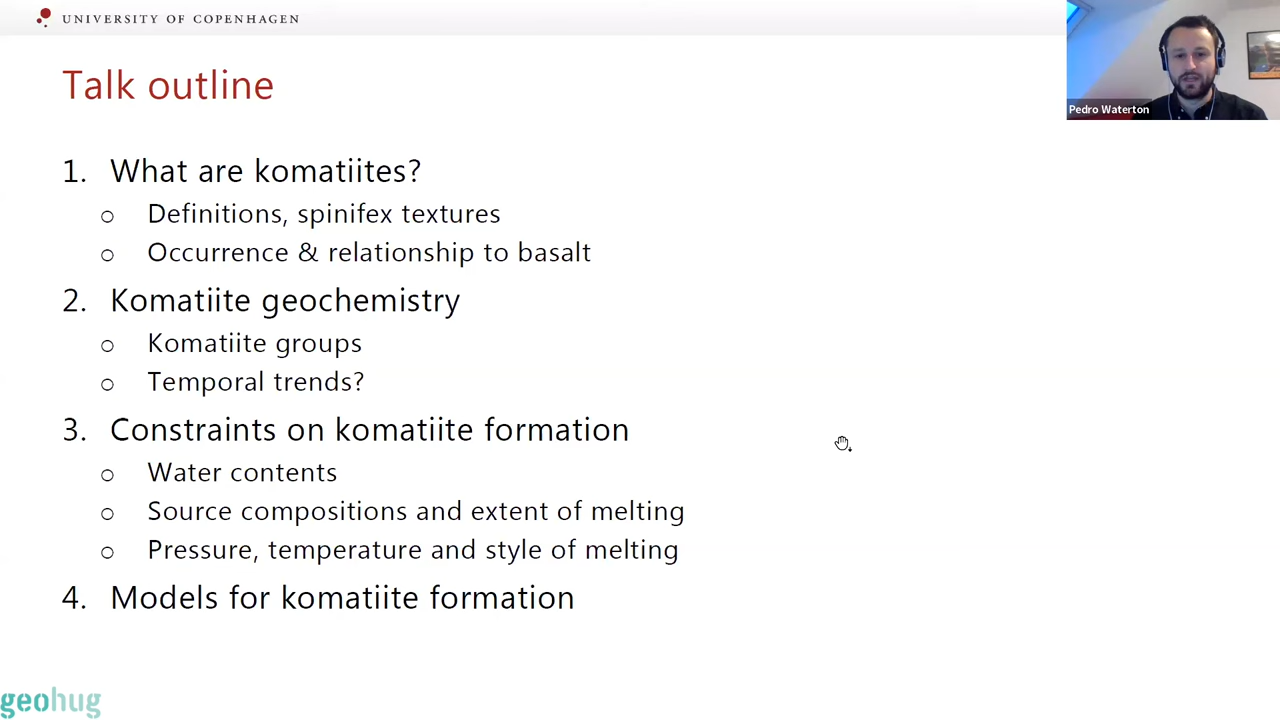 UNIVERSITY OF COPENHAGEN
Pedro Waterton
Talk outline
1. What are komatiites?
o Definitions, spinifex textures
o Occurrence & relationship to basalt
2. Komatiite geochemistry
o Komatiite groups
o Temporal trends?
3. Constraints on komatiite formation
o Water contents
o Source compositions and extent of melting
o Pressure, temperature and style of melting
4. Models for komatiite formation
geohug